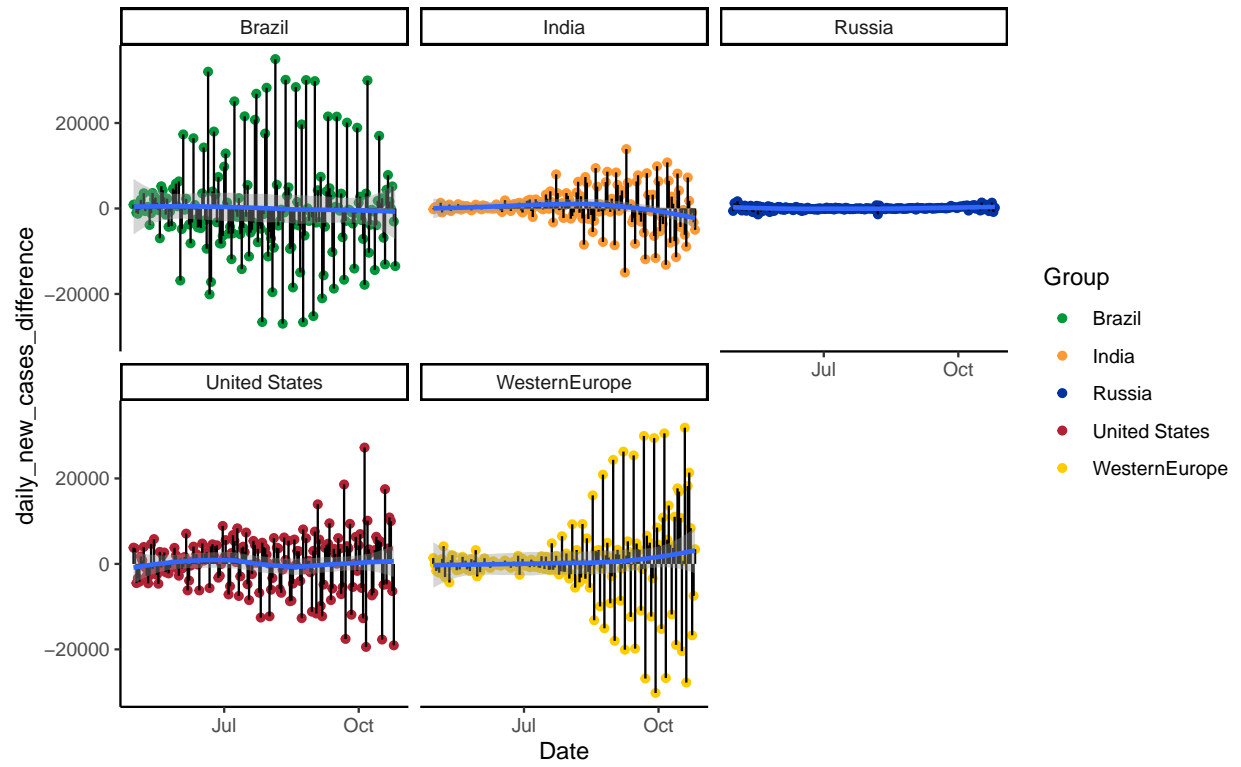 Brazil
India
Russia
20000
0
−20000
Jul
Oct
United States
WesternEurope
20000
0
−20000
Jul
Oct
Jul
Oct
Date
daily_new_cases_difference
Group
Brazil
India
Russia
United States
WesternEurope